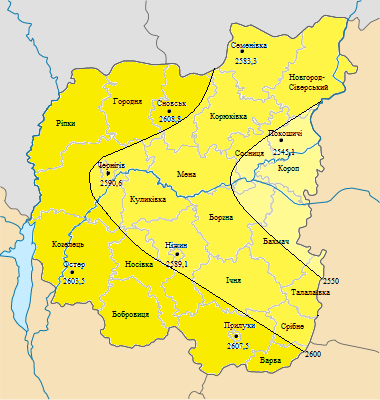 Семенівка
2583,3
Новгород-
Сіверський
Городня
Сновськ
2608,8
Корюківка
Ріпки
Покошичі
2545,1
Сосниця
Короп
Чернігів
2590,6
Мена
Куликівка
Борзна
Козелець
Остер
2603,5
Носівка
Ніжин
2589,1
Бахмач
Ічня
2550
Талалаївка
Бобровиця
Прилуки
2607,5
Срібне
Варва
2600